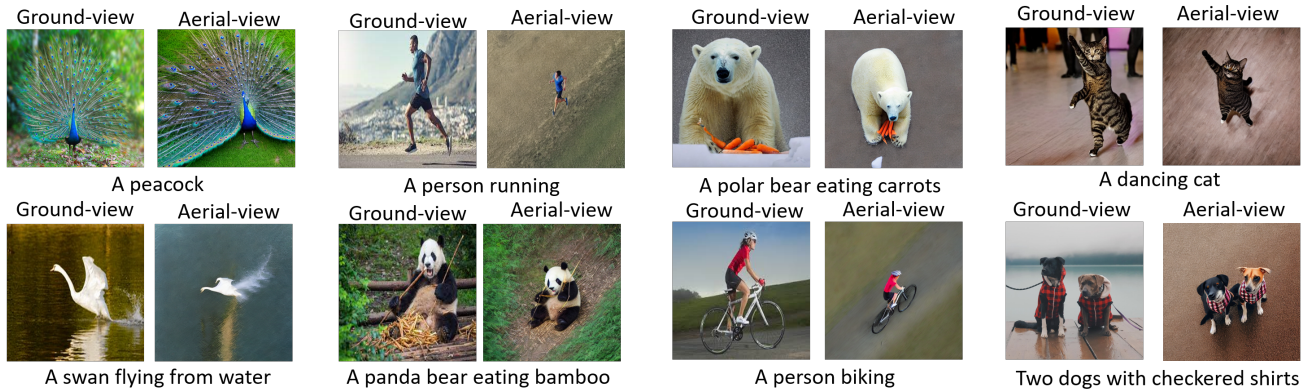 Ground-view Aerial-view Ground-view Aerial-view Ground-view Aerial-view Ground-view Aerial-view
A peacock A person running A polar bear eating carrots A dancing cat
Ground-view Aerial-view Ground-view Aerial-view Ground-view Aerial-view Ground-view Aerial-view
A swan flying from water A panda bear eating bamboo A person biking Two dogs with checkered shirts